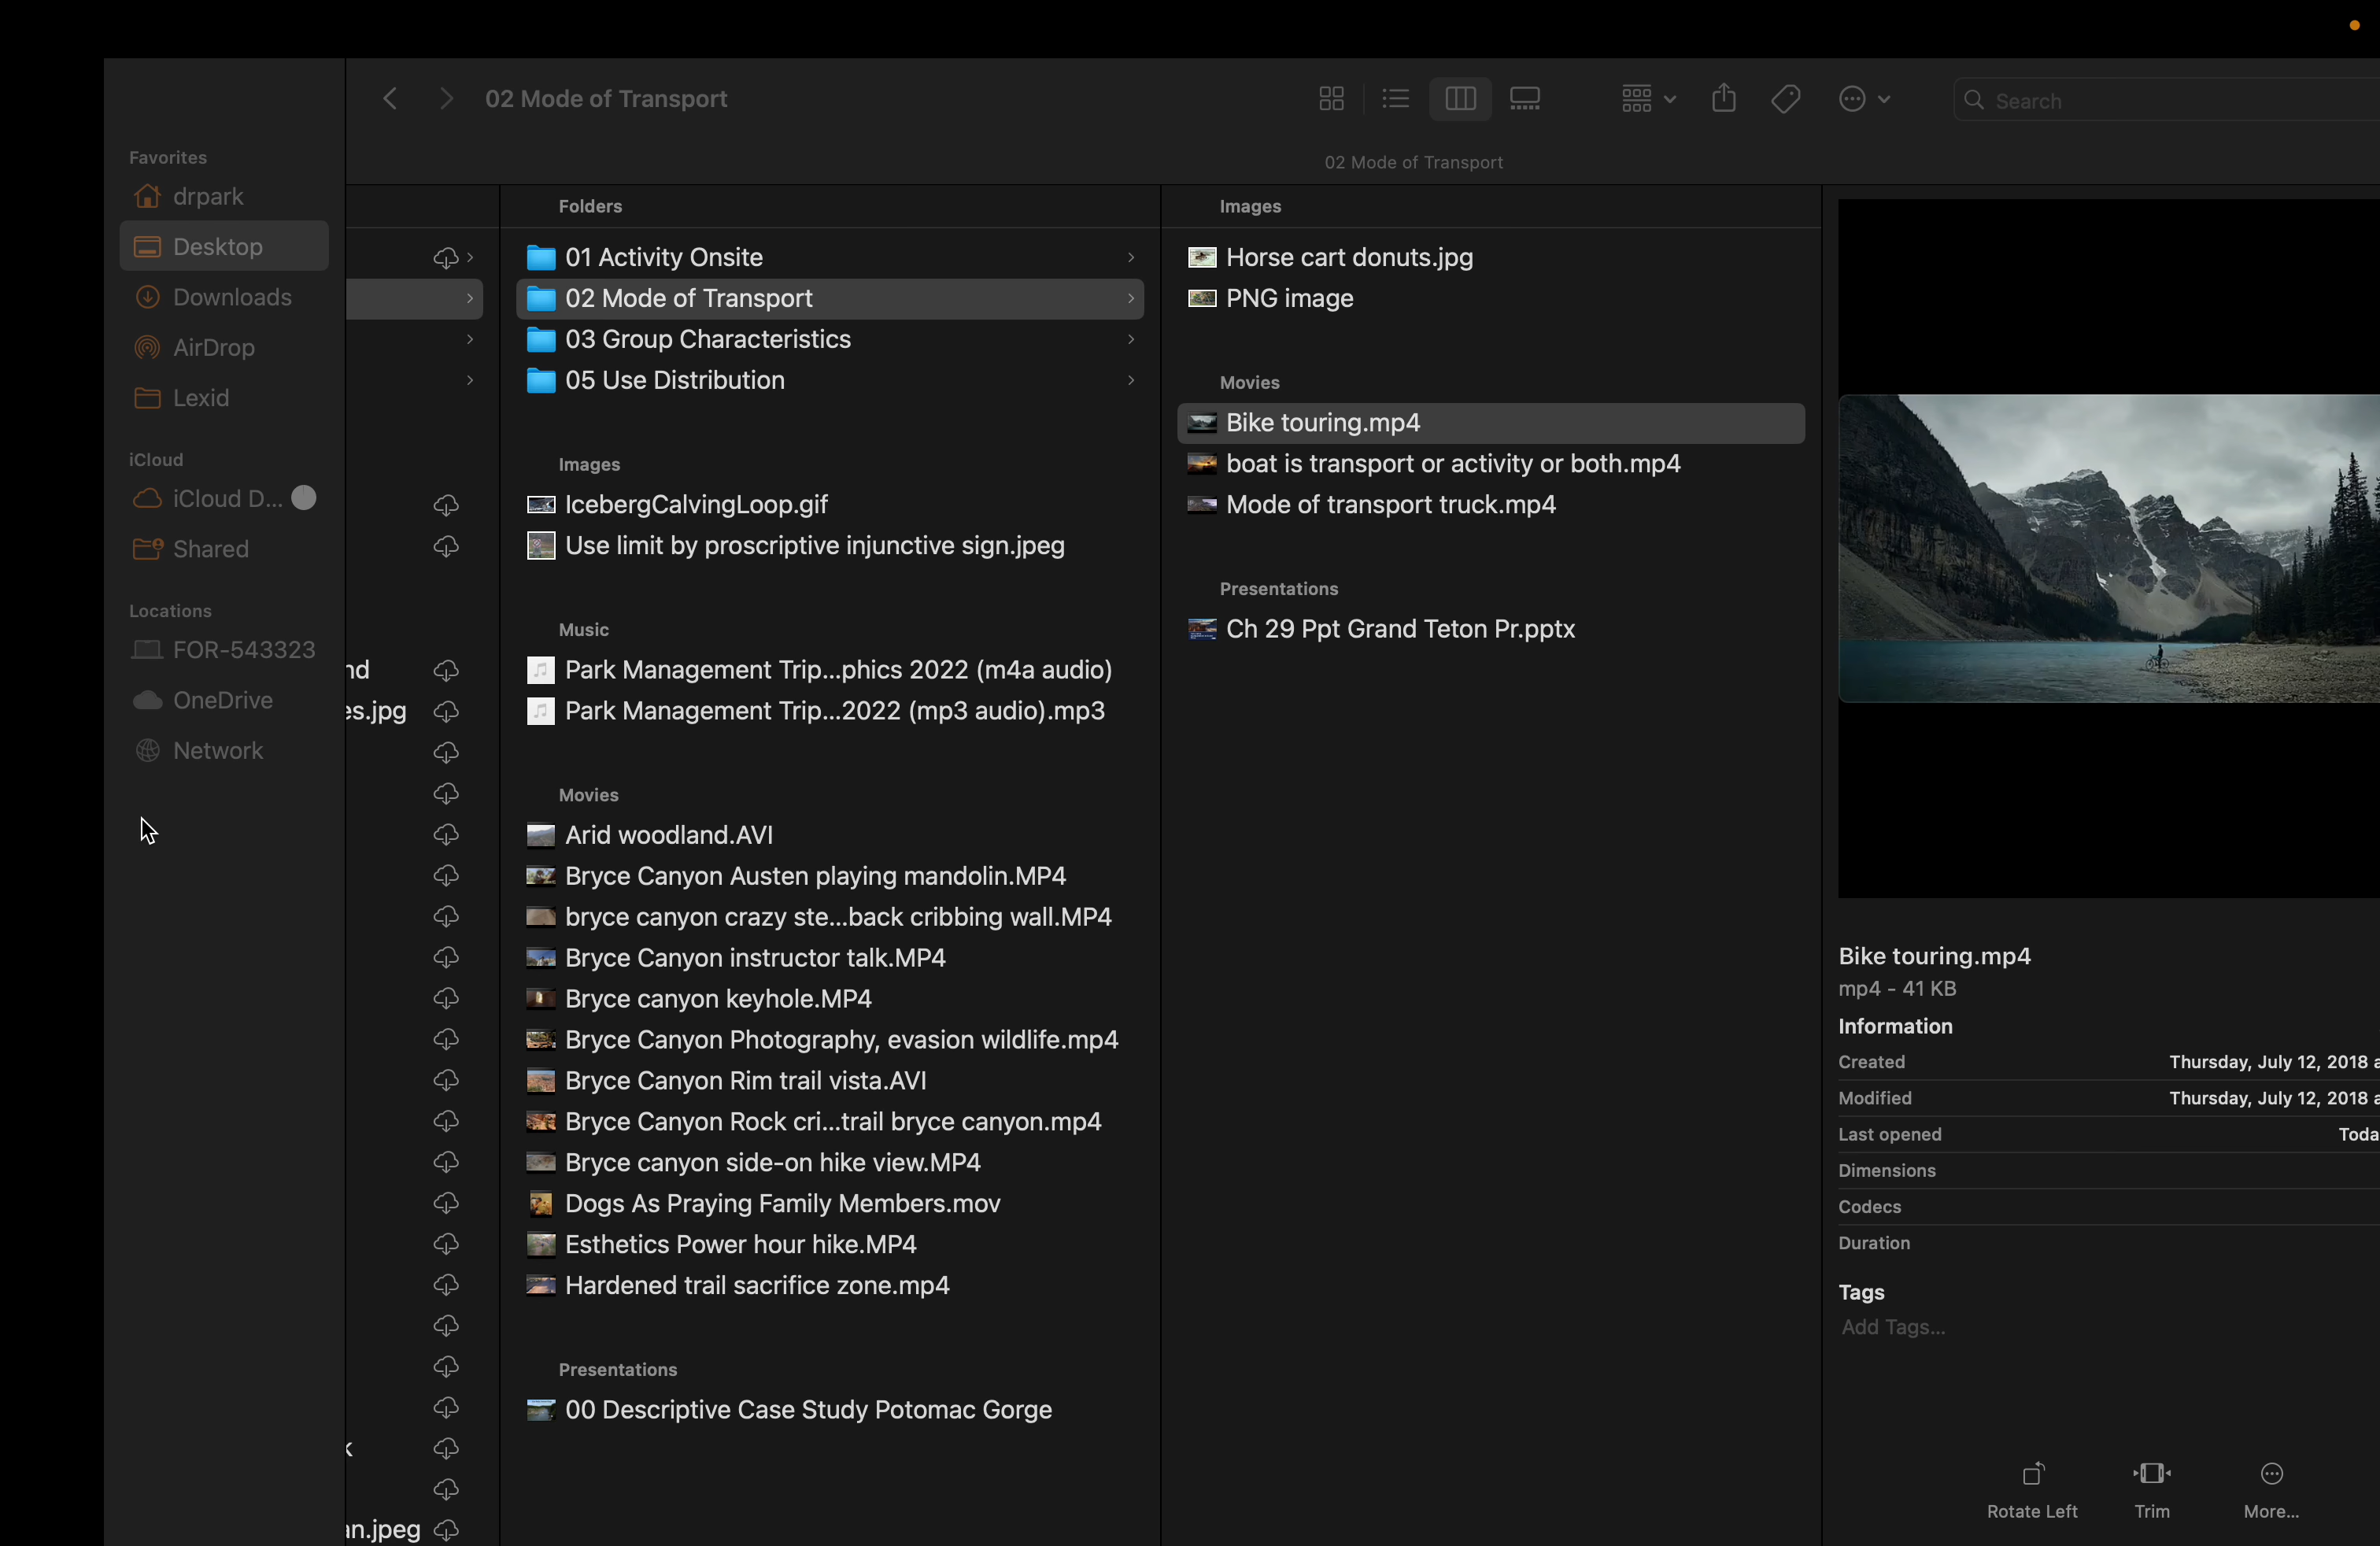 02 Mode of Transport
Search
02 Mode of Transport
Favorites
drpark
Desktop
Downloads
AirDrop
Lexid
iCloud
iCloud D...
Shared
Locations
FOR-543323
OneDrive
Network
nd
es.jpg
k
an.jpeg
Folders
01 Activity Onsite
02 Mode of Transport
03 Group Characteristics
05 Use Distribution
Images
IcebergCalvingLoop.gif
Use limit by proscriptive injunctive sign.jpeg
Music
Park Management Trip...phics 2022 (m4a audio)
Park Management Trip...2022 (mp3 audio).mp3
Movies
Arid woodland.AVI
Bryce Canyon Austen playing mandolin.MP4
bryce canyon crazy ste...back cribbing wall.MP4
Bryce Canyon instructor talk.MP4
Bryce canyon keyhole.MP4
Bryce Canyon Photography, evasion wildlife.mp4
Bryce Canyon Rim trail vista.AVI
Bryce Canyon Rock cri...trail bryce canyon.mp4
Bryce canyon side-on hike view.MP4
Dogs As Praying Family Members.mov
Esthetics Power hour hike.MP4
Hardened trail sacrifice zone.mp4
Presentations
00 Descriptive Case Study Potomac Gorge
Images
Horse cart donuts.jpg
PNG image
Movies
Bike touring.mp4
boat is transport or activity or both.mp4
Mode of transport truck.mp4
Presentations
Ch 29 Ppt Grand Teton Pr.pptx
Bike touring.mp4
mp4 - 41 KB
Information
Created Thursday, July 12, 2018 a
Modified Thursday, July 12, 2018 a
Last opened Toda
Dimensions
Codecs
Duration
Tags
Add Tags...
Rotate Left Trim More...